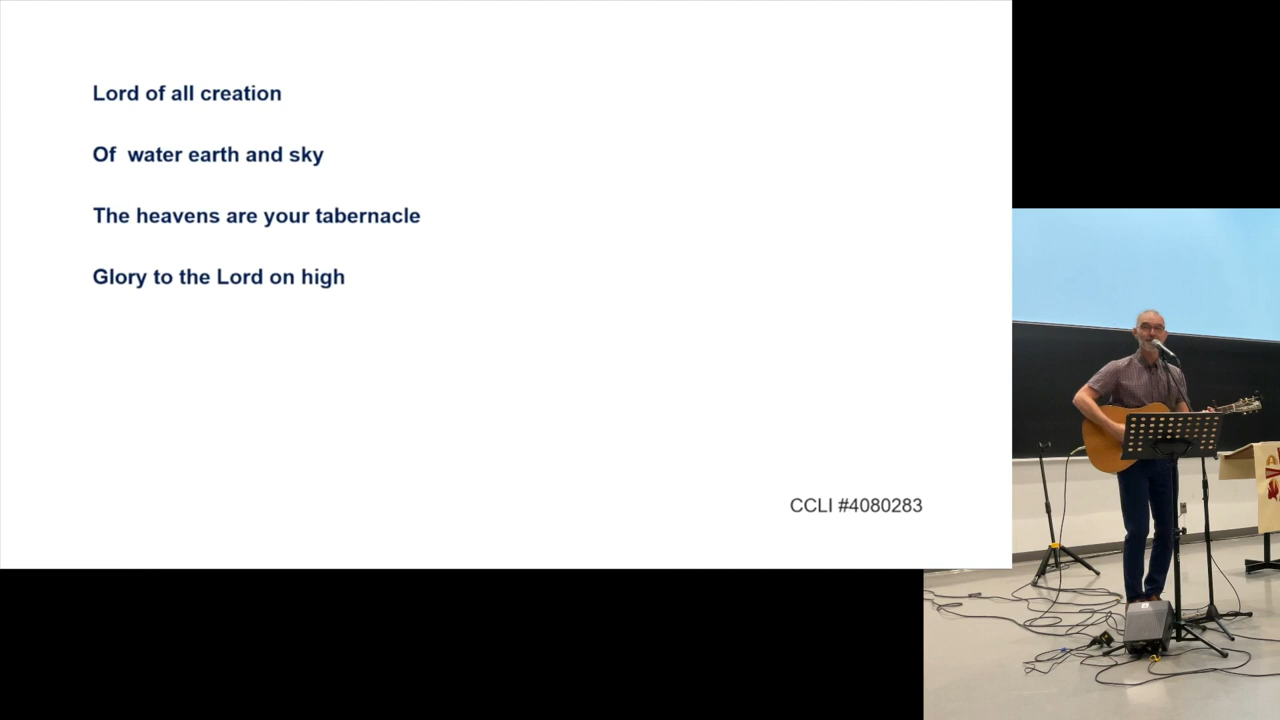 Lord of all creation
Of  water earth and sky
The heavens are your tabernacle
Glory to the Lord on high
CCLI #4080283